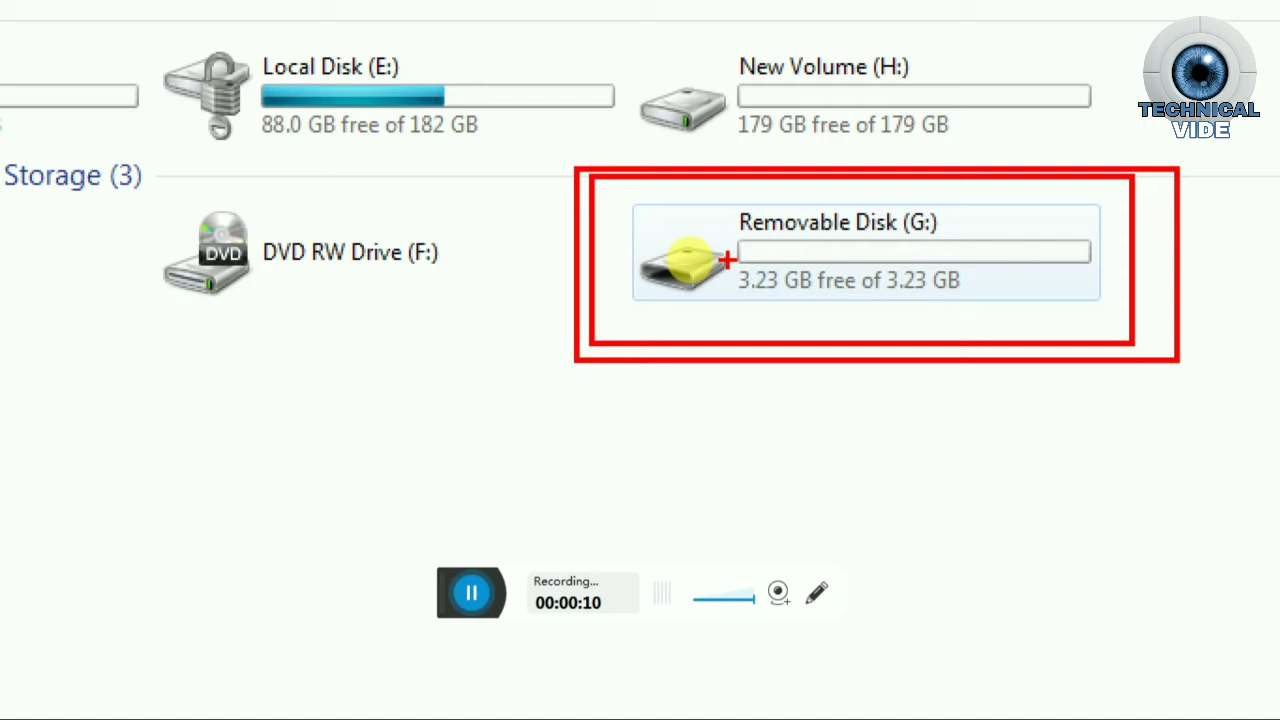 Local Disk (E:)
88.0 GB free of 182 GB
New Volume (H:)
179 GB free of 179 GB
TECHNICAL
VIDE
Storage (3)
DVD
DVD RW Drive (F:)
Removable Disk (G:)
3.23 GB free of 3.23 GB
Recording...
00:00:10